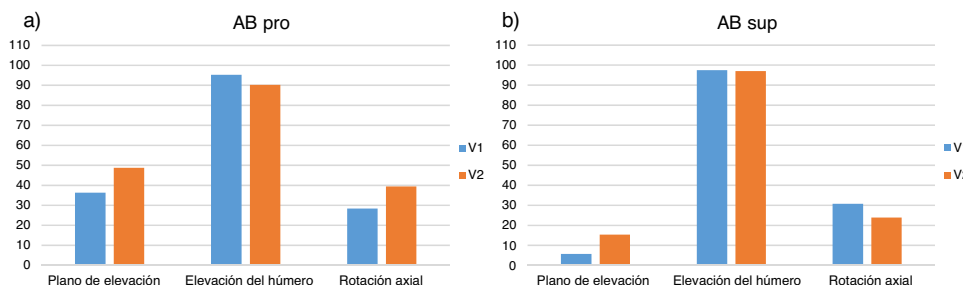 a)
AB pro
110
100
90
80
70
60
50
40
30
20
10
0
Plano de elevación
Elevación del húmero
Rotación axial
V1
V2
b)
AB sup
110
100
90
80
70
60
50
40
30
20
10
0
Plano de elevación
Elevación del húmero
Rotación axial